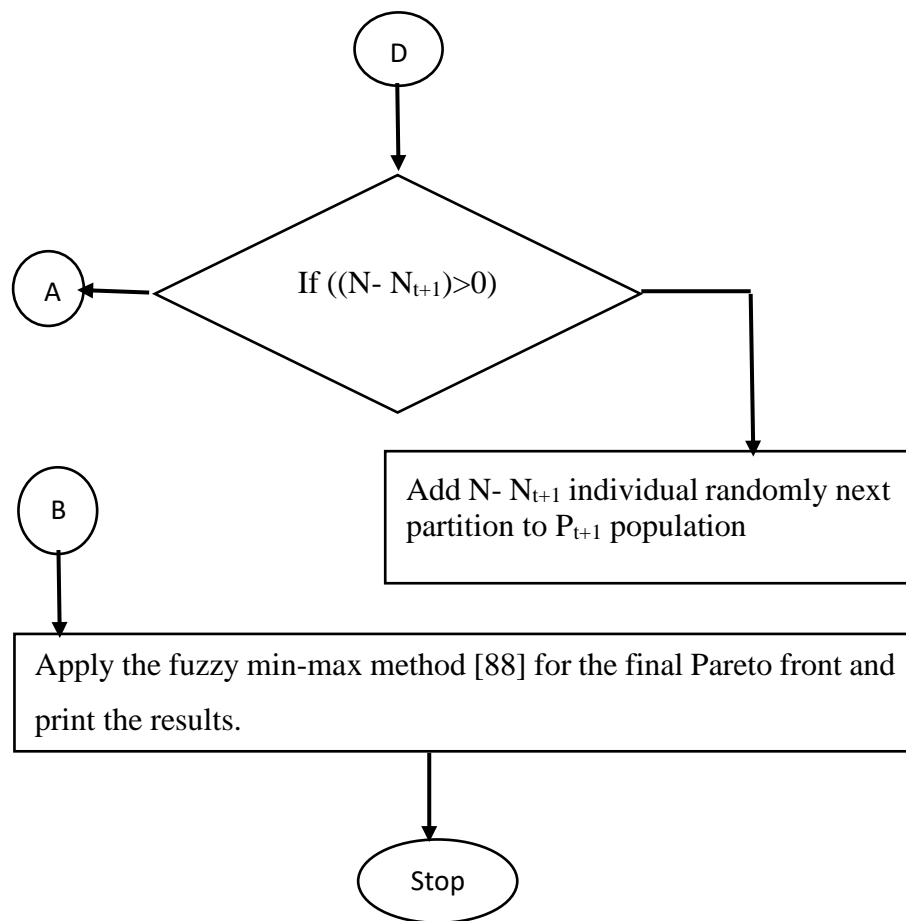 D
A
If ((N- Nt+1)>0)
Add N- Nt+1 individual randomly next
partition to Pt+1 population
B
Apply the fuzzy min-max method [88] for the final Pareto front and
print the results.
Stop